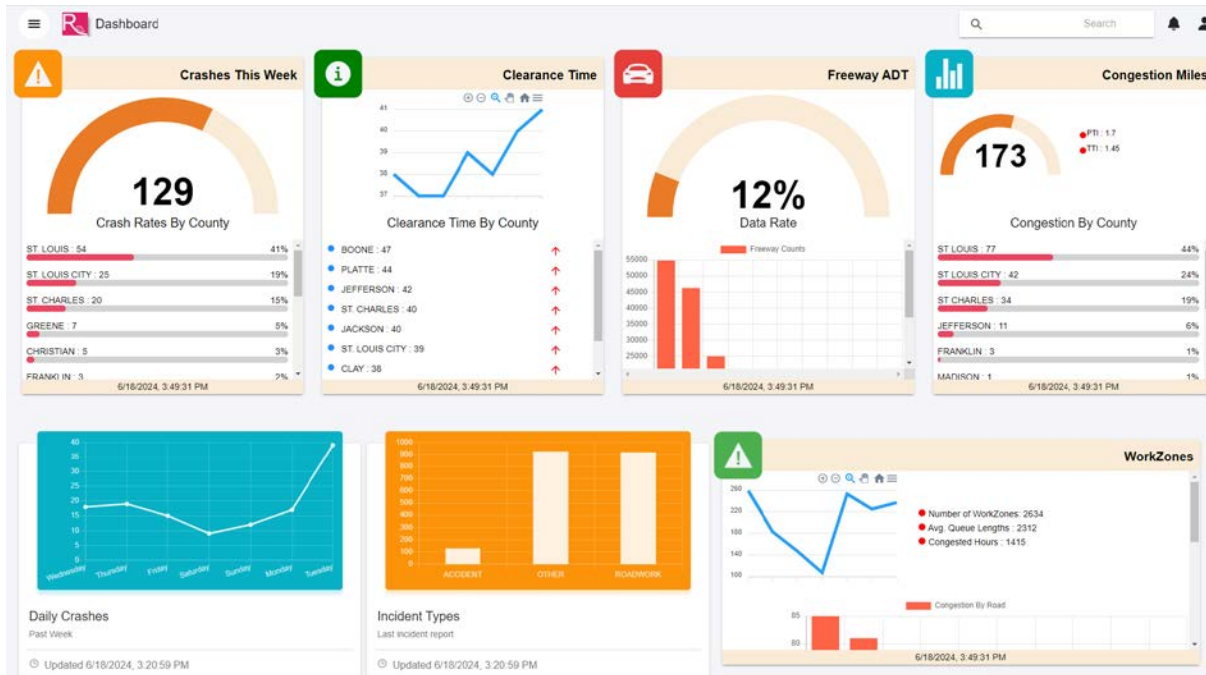 R Dashboard
Search
Crashes This Week
129
Crash Rates By County
ST. LOUIS : 54 41%
ST. LOUIS CITY : 25 19%
ST. CHARLES : 20 15%
GREENE : 7 5%
CHRISTIAN : 5 3%
FRANKLIN : 3 2%
6/18/2024, 3:49:31 PM
Clearance Time
41
40
39
38
37
Clearance Time By County
BOONE : 47
PLATTE : 44
JEFFERSON : 42
ST. CHARLES : 40
JACKSON : 40
ST. LOUIS CITY : 39
CLAY : 38
6/18/2024, 3:49:31 PM
Freeway ADT
12%
Data Rate
Freeway Counts
55000
50000
45000
40000
35000
30000
25000
6/18/2024, 3:49:31 PM
Congestion Miles
173
PTI : 1.7
TTI : 1.45
Congestion By County
ST LOUIS : 77 44%
ST LOUIS CITY : 42 24%
ST CHARLES : 34 19%
JEFFERSON : 11 6%
FRANKLIN : 3 1%
MADISON : 1 1%
6/18/2024, 3:49:31 PM
40
35
30
25
20
15
10
5
0
Wednesday Thursday Friday Saturday Sunday Monday Tuesday
Daily Crashes
Past Week
Updated 6/18/2024, 3:20:59 PM
1000
900
800
700
600
500
400
300
200
100
0
ACCIDENT OTHER ROADWORK
Incident Types
Last incident report
Updated 6/18/2024, 3:20:59 PM
WorkZones
260
220
180
140
100
Number of WorkZones: 2634
Avg. Queue Lengths : 2312
Congested Hours : 1415
Congestion By Road
85
80
6/18/2024, 3:49:31 PM